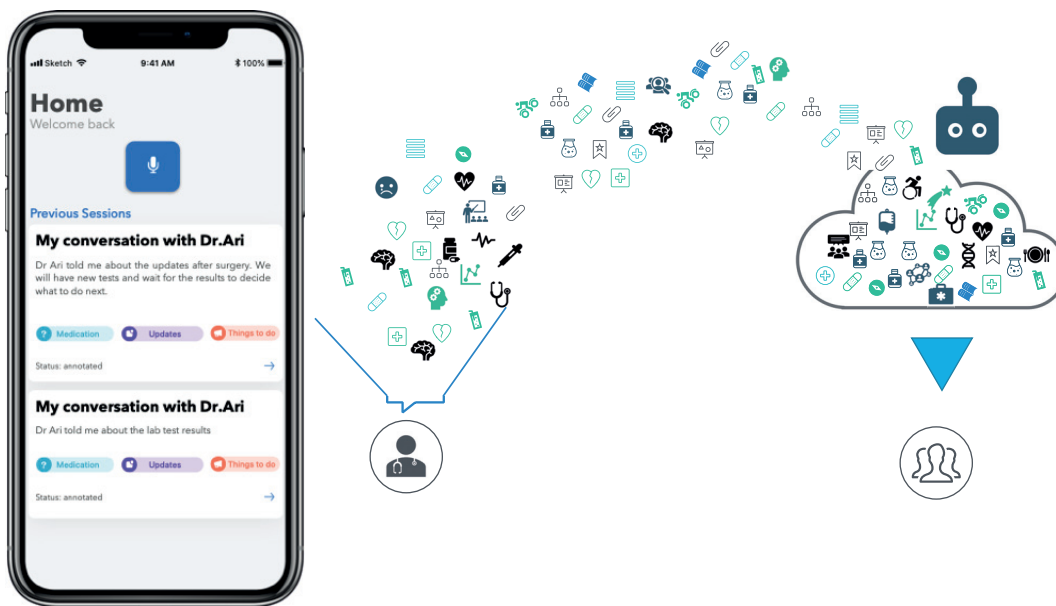 Sketch 9:41 AM 100%
Home
Welcome back
Previous Sessions
My conversation with Dr.Ari
Dr Ari told me about the updates after surgery. We
will have new tests and wait for the results to decide
what to do next.
? Medication Updates Things to do
Status: annotated
My conversation with Dr.Ari
Dr Ari told me about the lab test results
? Medication Updates Things to do
Status: annotated